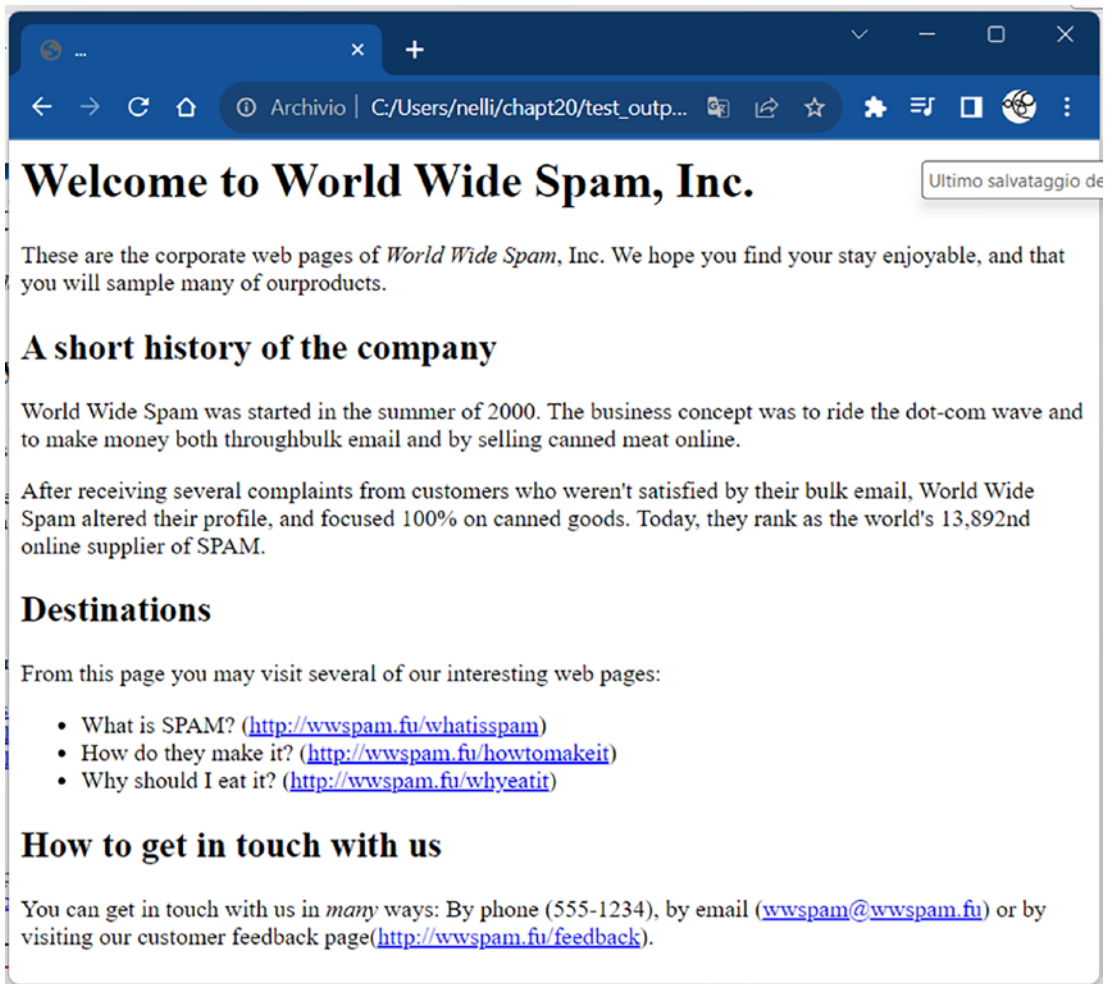 ...
Archivio | C:/Users/nelli/chapt20/test_outp...
Welcome to World Wide Spam, Inc.
Ultimo salvataggio de
These are the corporate web pages of World Wide Spam, Inc. We hope you find your stay enjoyable, and that
you will sample many of ourproducts.
A short history of the company
World Wide Spam was started in the summer of 2000. The business concept was to ride the dot-com wave and
to make money both throughbulk email and by selling canned meat online.
After receiving several complaints from customers who weren't satisfied by their bulk email, World Wide
Spam altered their profile, and focused 100% on canned goods. Today, they rank as the world's 13,892nd
online supplier of SPAM.
Destinations
From this page you may visit several of our interesting web pages:
• What is SPAM? (http://wwspam.fu/whatisspam)
• How do they make it? (http://wwspam.fu/howtomakeit)
• Why should I eat it? (http://wwspam.fu/whyeatit)
How to get in touch with us
You can get in touch with us in many ways: By phone (555-1234), by email (wwspam@wwspam.fu) or by
visiting our customer feedback page(http://wwspam.fu/feedback).